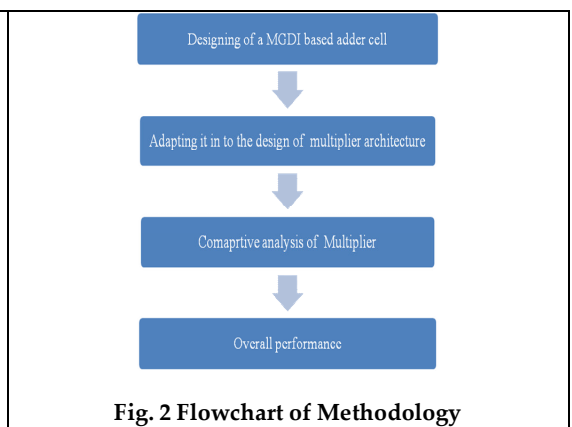 Designing of a MGDI based adder cell
Adapting it in to the design of multiplier architecture
Comaprtive analysis of Multiplier
Overall performance
Fig. 2 Flowchart of Methodology